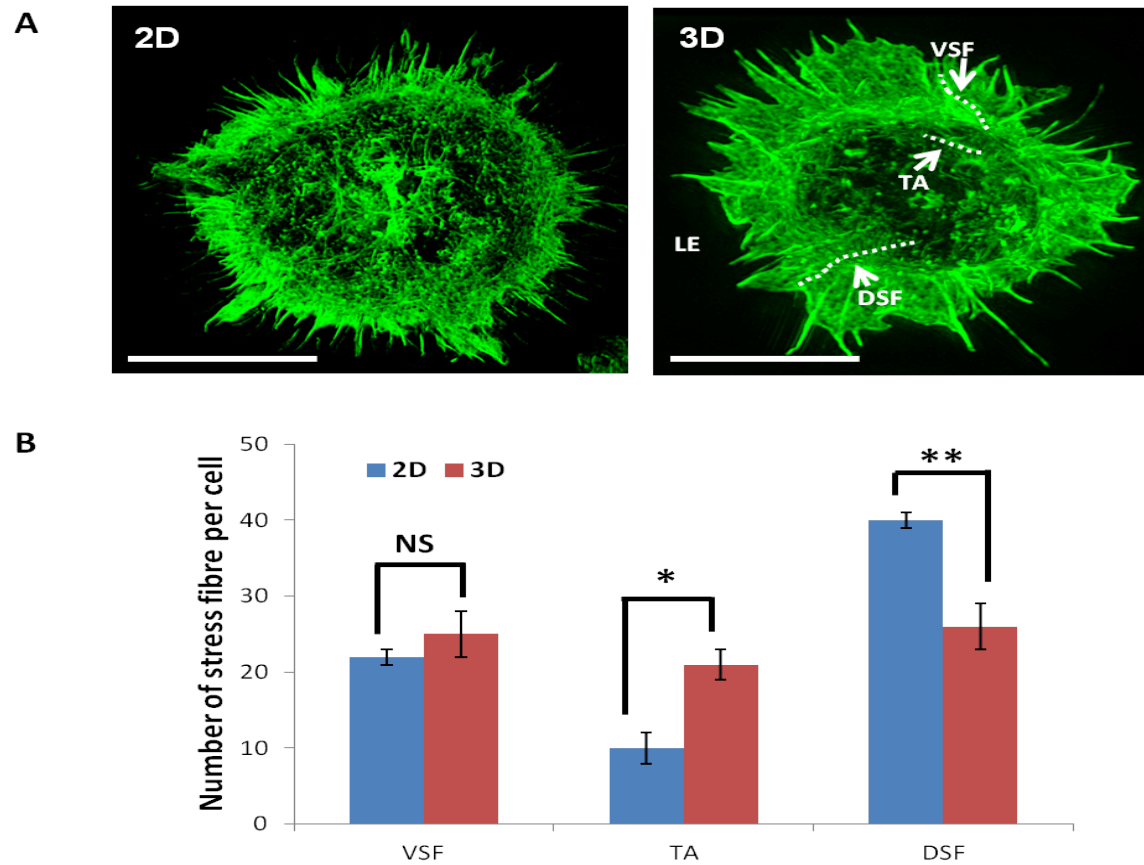 A
2D
3D
VSF
TA
LE
DSF
B
Number of stress fibre per cell
50
40
30
20
10
0
2D 3D
NS
*
**
VSF TA DSF